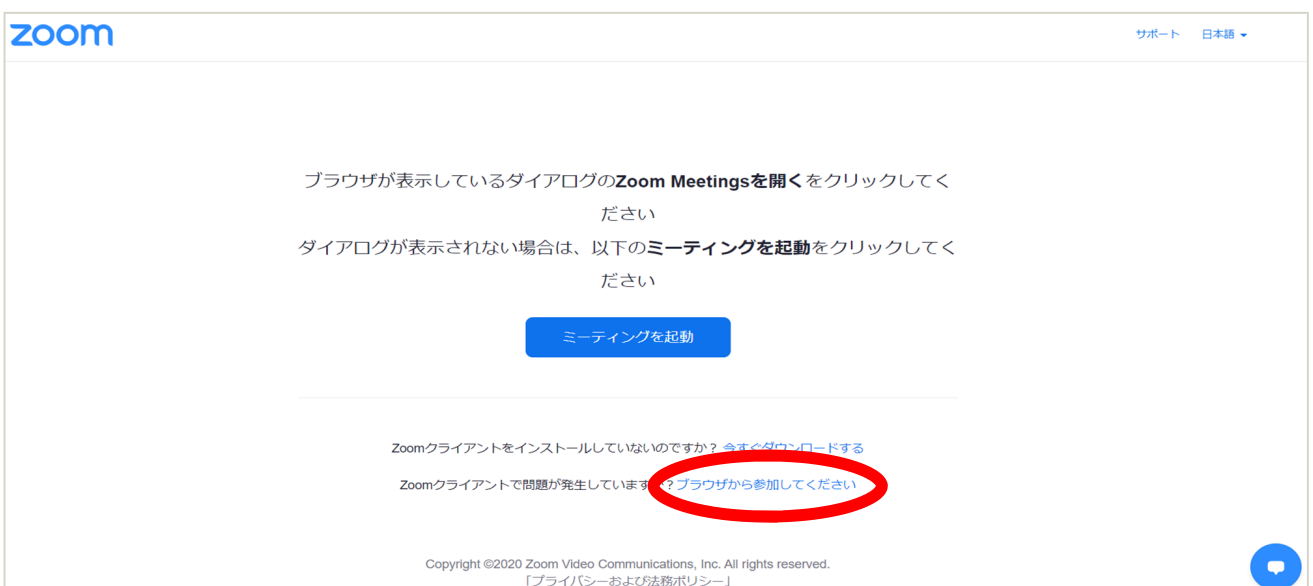 zoom
サポート 日本語
ブラウザが表示しているダイアログのZoom Meetingsを開くをクリックしてく
ださい
ダイアログが表示されない場合は、以下のミーティングを起動をクリックしてく
ださい
ミーティングを起動
Zoomクライアントをインストールしていないのですか? 今すぐダウンロードする
Zoomクライアントで問題が発生しています?ブラウザから参加してください
Copyright ©2020 Zoom Video Communications, Inc. All rights reserved.
「プライバシーおよび法務ポリシー」